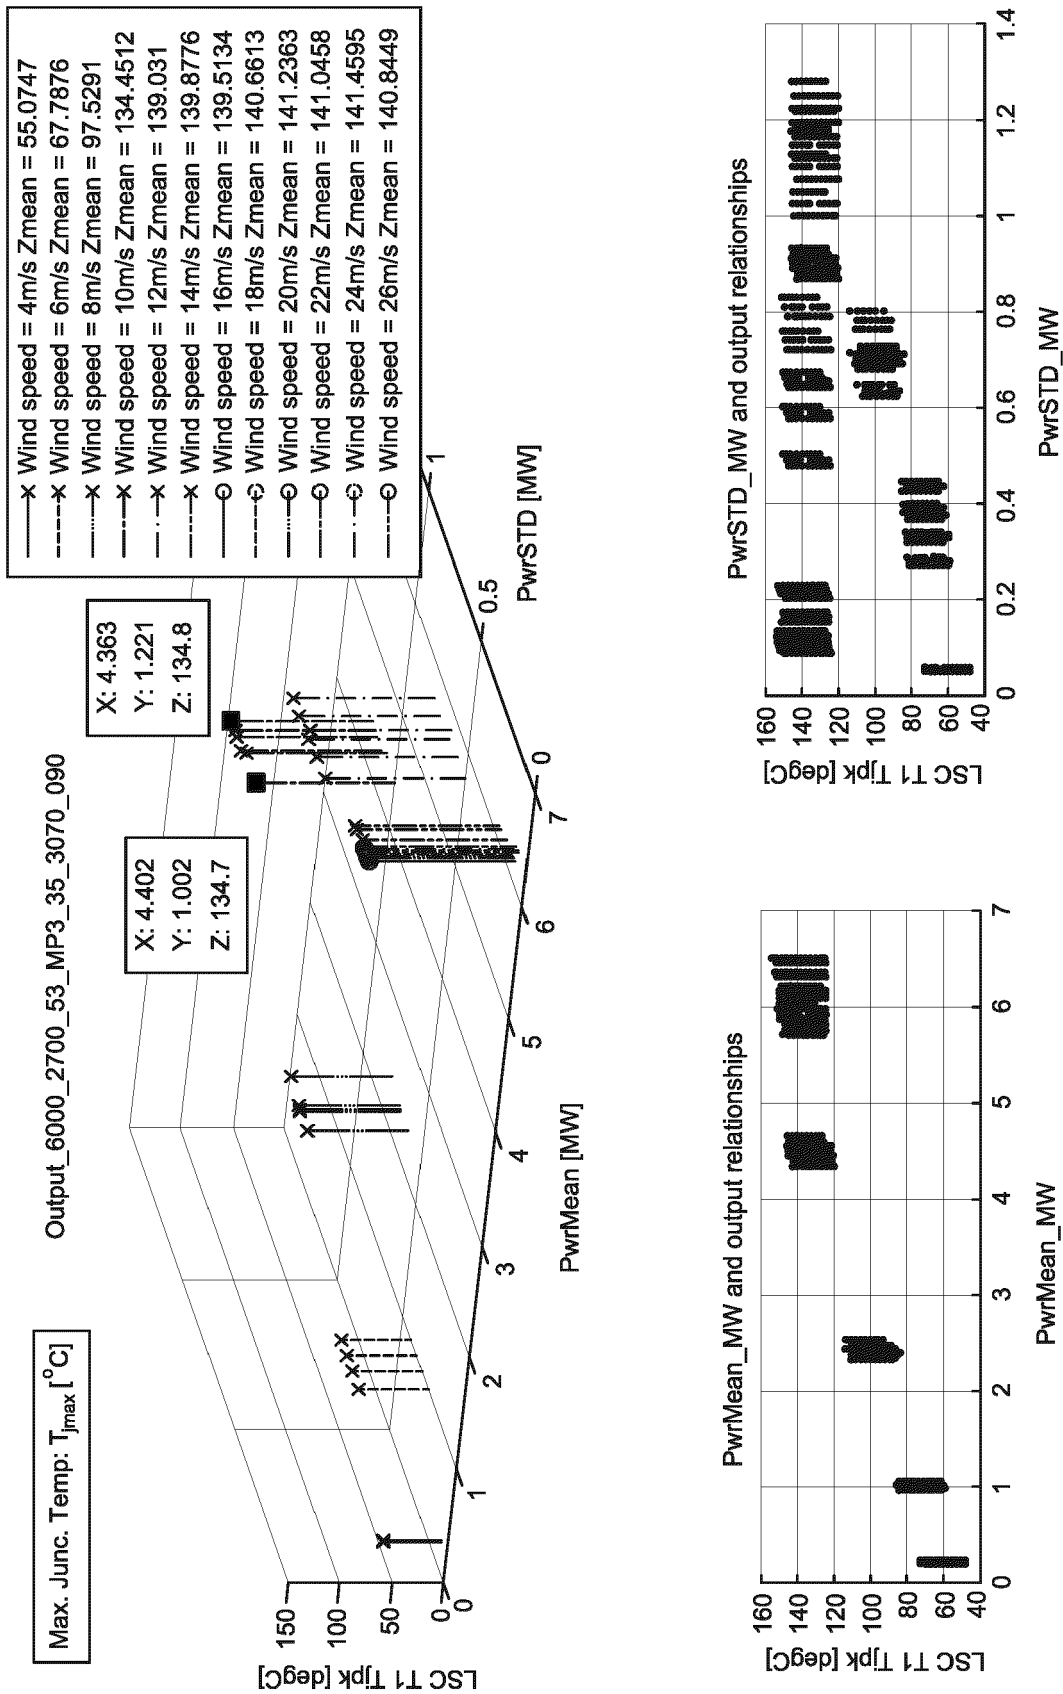 Output_6000_2700_53_MP3_35_3070_090
Max. Junc. Temp: Tjmax [°C]
X: 4.402
Y: 1.002
Z: 134.7
X: 4.363
Y: 1.221
Z: 134.8
Wind speed = 4m/s Zmean = 55.0747
Wind speed = 6m/s Zmean = 67.7876
Wind speed = 8m/s Zmean = 97.5291
Wind speed = 10m/s Zmean = 134.4512
Wind speed = 12m/s Zmean = 139.031
Wind speed = 14m/s Zmean = 139.8776
Wind speed = 16m/s Zmean = 139.5134
Wind speed = 18m/s Zmean = 140.6613
Wind speed = 20m/s Zmean = 141.2363
Wind speed = 22m/s Zmean = 141.0458
Wind speed = 24m/s Zmean = 141.4595
Wind speed = 26m/s Zmean = 140.8449
LSC T1 Tjpk [degC]
150
100
50
0
0
1
2
3
4
5
6
7
PwrMean [MW]
0
0.5
1
PwrSTD [MW]
PwrMean_MW and output relationships
LSC T1 Tjpk [degC]
160
140
120
100
80
60
40
0
1
2
3
4
5
6
7
PwrMean_MW
PwrSTD_MW and output relationships
LSC T1 Tjpk [degC]
160
140
120
100
80
60
40
0
0.2
0.4
0.6
0.8
1
1.2
1.4
PwrSTD_MW